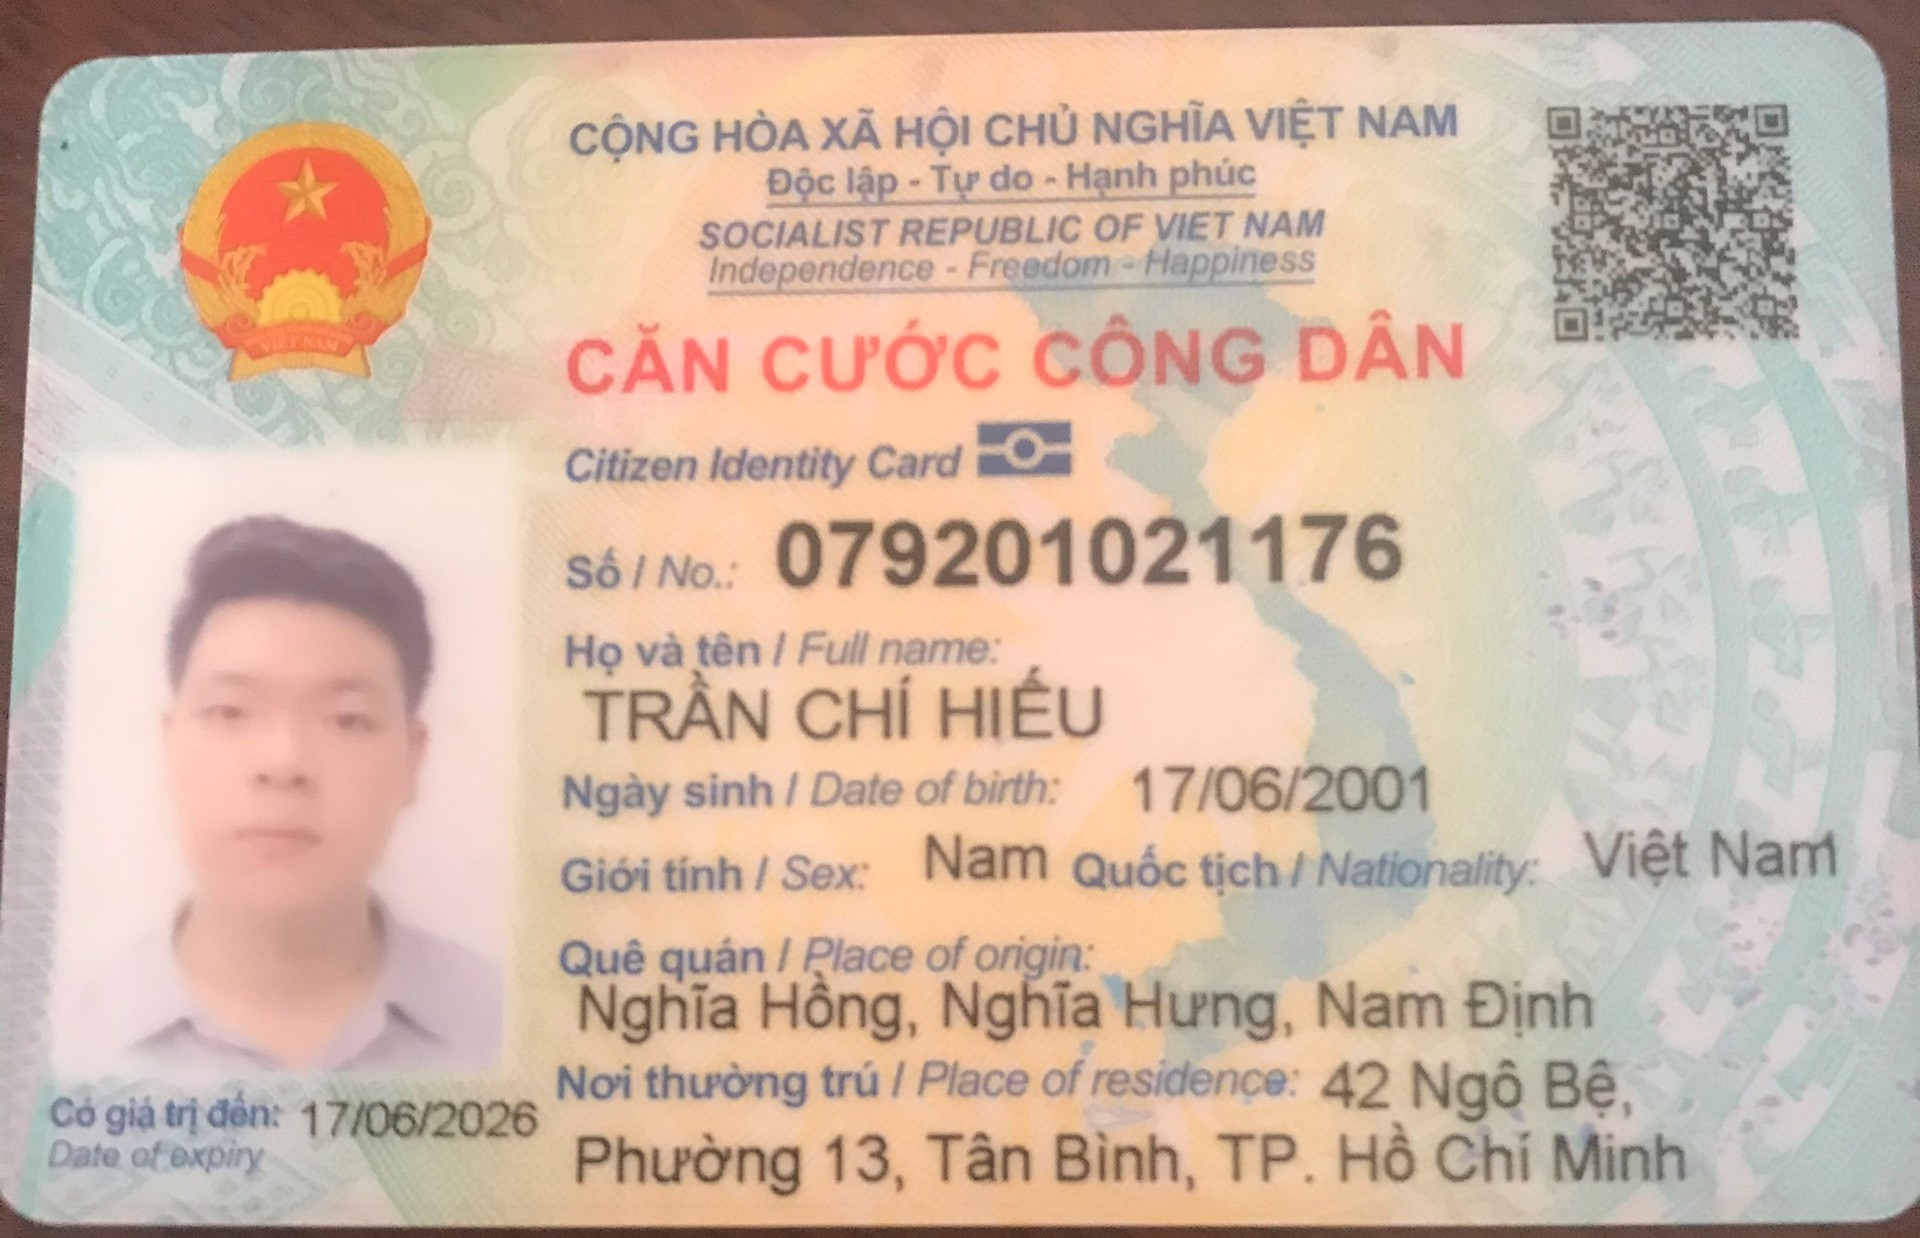 CỘNG HÒA XÃ HỘI CHỦ NGHĨA VIỆT NAM
Độc lập - Tự do - Hạnh phúc
SOCIALIST REPUBLIC OF VIET NAM
Independence - Freedom - Happiness
CĂN CƯỚC CÔNG DÂN
Citizen Identity Card
Số / No.: 079201021176
Họ và tên / Full name:
TRẦN CHÍ HIẾU
Ngày sinh / Date of birth: 17/06/2001
Giới tính / Sex: Nam Quốc tịch / Nationality: Việt Nam
Quê quán / Place of origin:
Nghĩa Hồng, Nghĩa Hưng, Nam Định
Nơi thường trú / Place of residence: 42 Ngô Bệ,
Phường 13, Tân Bình, TP. Hồ Chí Minh
Có giá trị đến: 17/06/2026
Date of expiry
VIỆT NAM